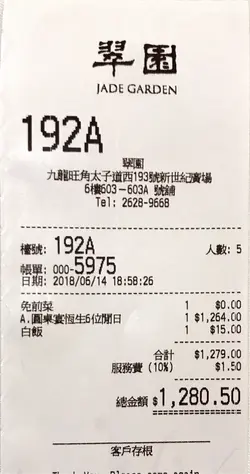 翠園
JADE GARDEN
192A
翠園
九龍旺角太子道西193號新世紀廣場
6樓603-603A 號鋪
Tel: 2628-9668
檯號: 192A 人數: 5
帳單: 000-5975
日期: 2018/06/14 18:58:26
免前菜 1 $0.00
A.圓桌宴恆生6位閒日 1 $1,264.00
白飯 1 $15.00
合計 $1,279.00
服務費 (10%) $1.50
總金額 $1,280.50
客戶存根